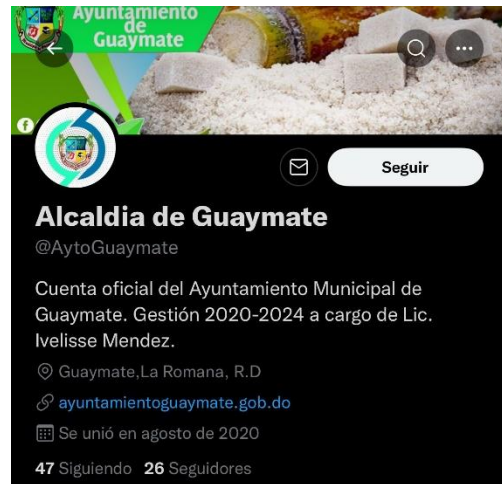 Ayuntamiento
de
Guaymate
Seguir
Alcaldia de Guaymate
@AytoGuaymate
Cuenta oficial del Ayuntamiento Municipal de
Guaymate. Gestión 2020-2024 a cargo de Lic.
Ivelisse Mendez.
Guaymate,La Romana, R.D
ayuntamientoguaymate.gob.do
Se unió en agosto de 2020
47 Siguiendo 26 Seguidores